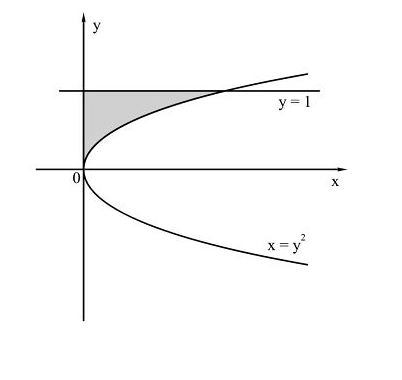 y
y = 1
0
x
x = y²